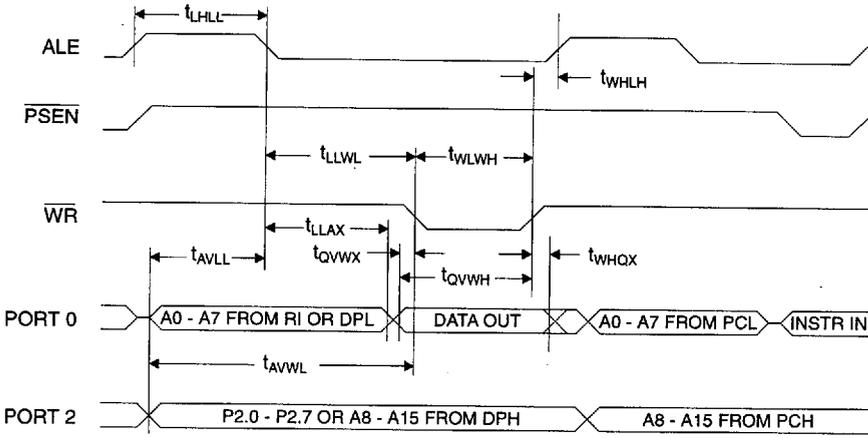 tLHLL
ALE
tWHLH
PSEN
tLLWL
tWLWH
WR
tLLAX
tAVLL
tQVWX
tWHQX
tQVWH
PORT 0
A0 - A7 FROM RI OR DPL
DATA OUT
A0 - A7 FROM PCL
INSTR IN
tAVWL
PORT 2
P2.0 - P2.7 OR A8 - A15 FROM DPH
A8 - A15 FROM PCH